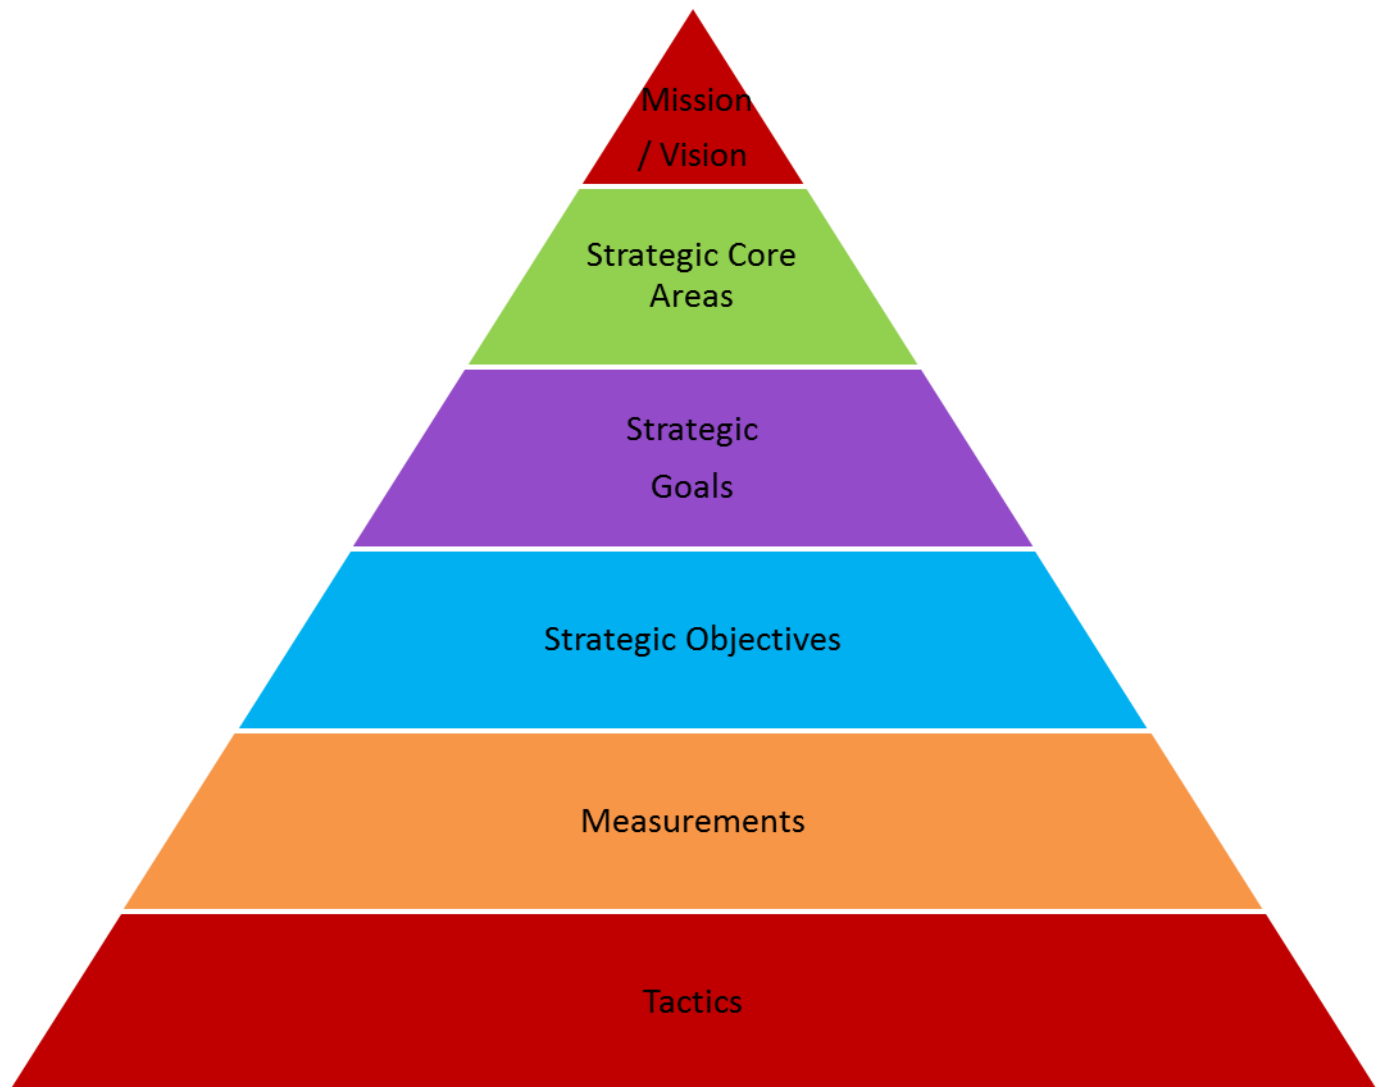 Mission
/ Vision
Strategic Core
Areas
Strategic
Goals
Strategic Objectives
Measurements
Tactics